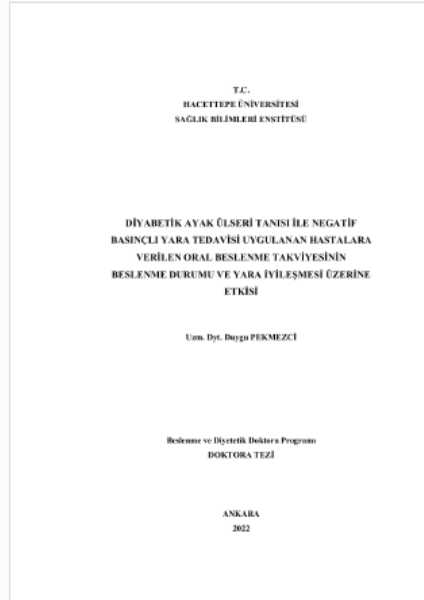 T.C.
HACETTEPE ÜNİVERSİTESİ
SAĞLIK BİLİMLERİ ENSTİTÜSÜ
DİYABETİK AYAK ÜLSERİ TANISI İLE NEGATİF
BASINÇLI YARA TEDAVİSİ UYGULANAN HASTALARA
VERİLEN ORAL BESLENME TAKVİYESİNİN
BESLENME DURUMU VE YARA İYİLEŞMESİ ÜZERİNE
ETKİSİ
Uzm. Dyt. Duygu PEKMEZCİ
Beslenme ve Diyetetik Doktora Programı
DOKTORA TEZİ
ANKARA
2022